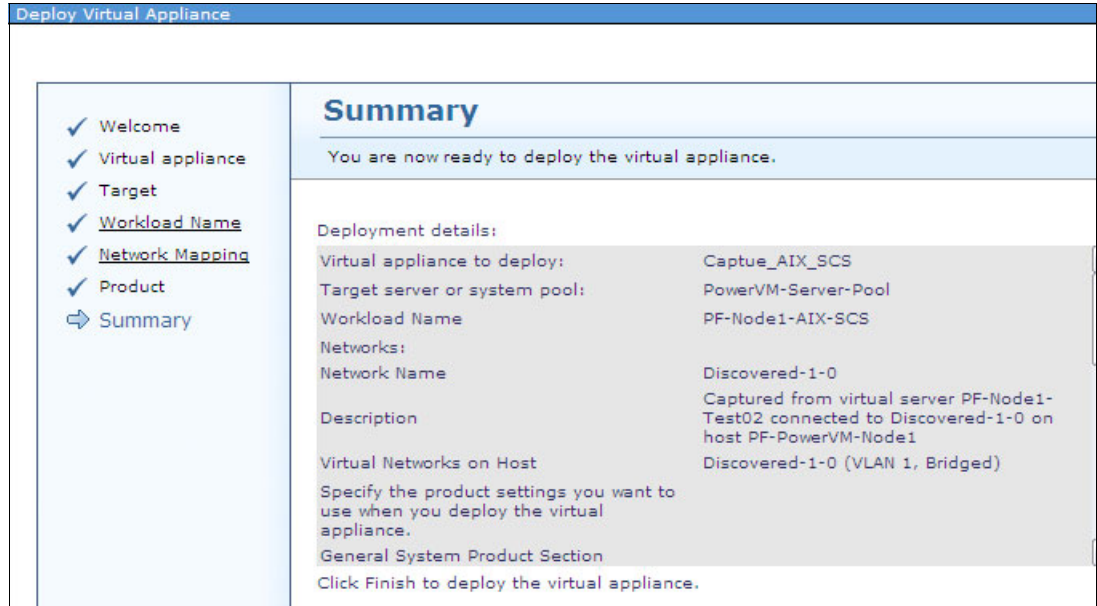 Deploy Virtual Appliance
Welcome
Virtual appliance
Target
Workload Name
Network Mapping
Product
Summary
Summary
You are now ready to deploy the virtual appliance.
Deployment details:
Virtual appliance to deploy: Captue_AIX_SCS
Target server or system pool: PowerVM-Server-Pool
Workload Name PF-Node1-AIX-SCS
Networks:
Network Name Discovered-1-0
Description
Captured from virtual server PF-Node1-
Test02 connected to Discovered-1-0 on
host PF-PowerVM-Node1
Virtual Networks on Host Discovered-1-0 (VLAN 1, Bridged)
Specify the product settings you want to
use when you deploy the virtual
appliance.
General System Product Section
Click Finish to deploy the virtual appliance.